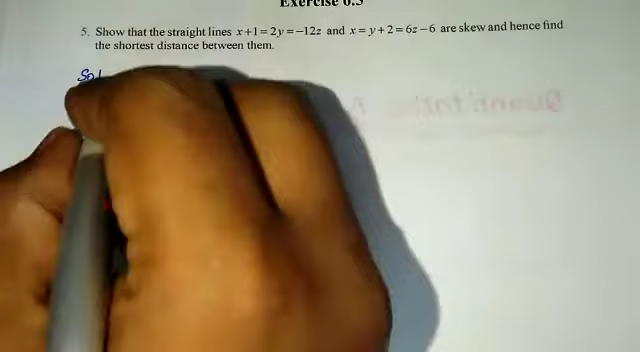 Exercise 6.5
5. Show that the straight lines x+1=2y=-12z and x=y+2=6z-6 are skew and hence find
the shortest distance between them.
Sol